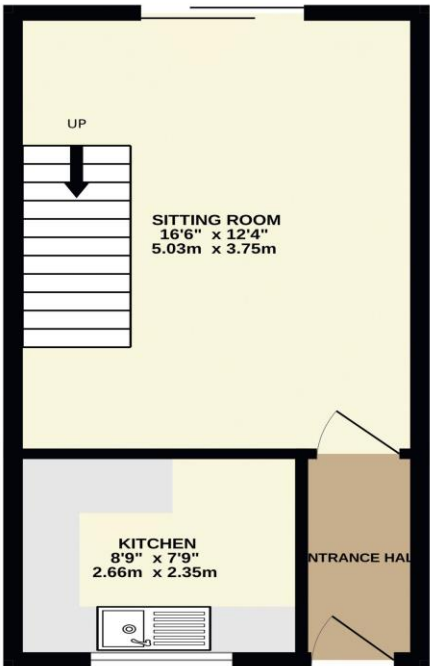 UP
SITTING ROOM
16'6" x 12'4"
5.03m x 3.75m
KITCHEN
8'9" x 7'9"
2.66m x 2.35m
NTRANCE HAL